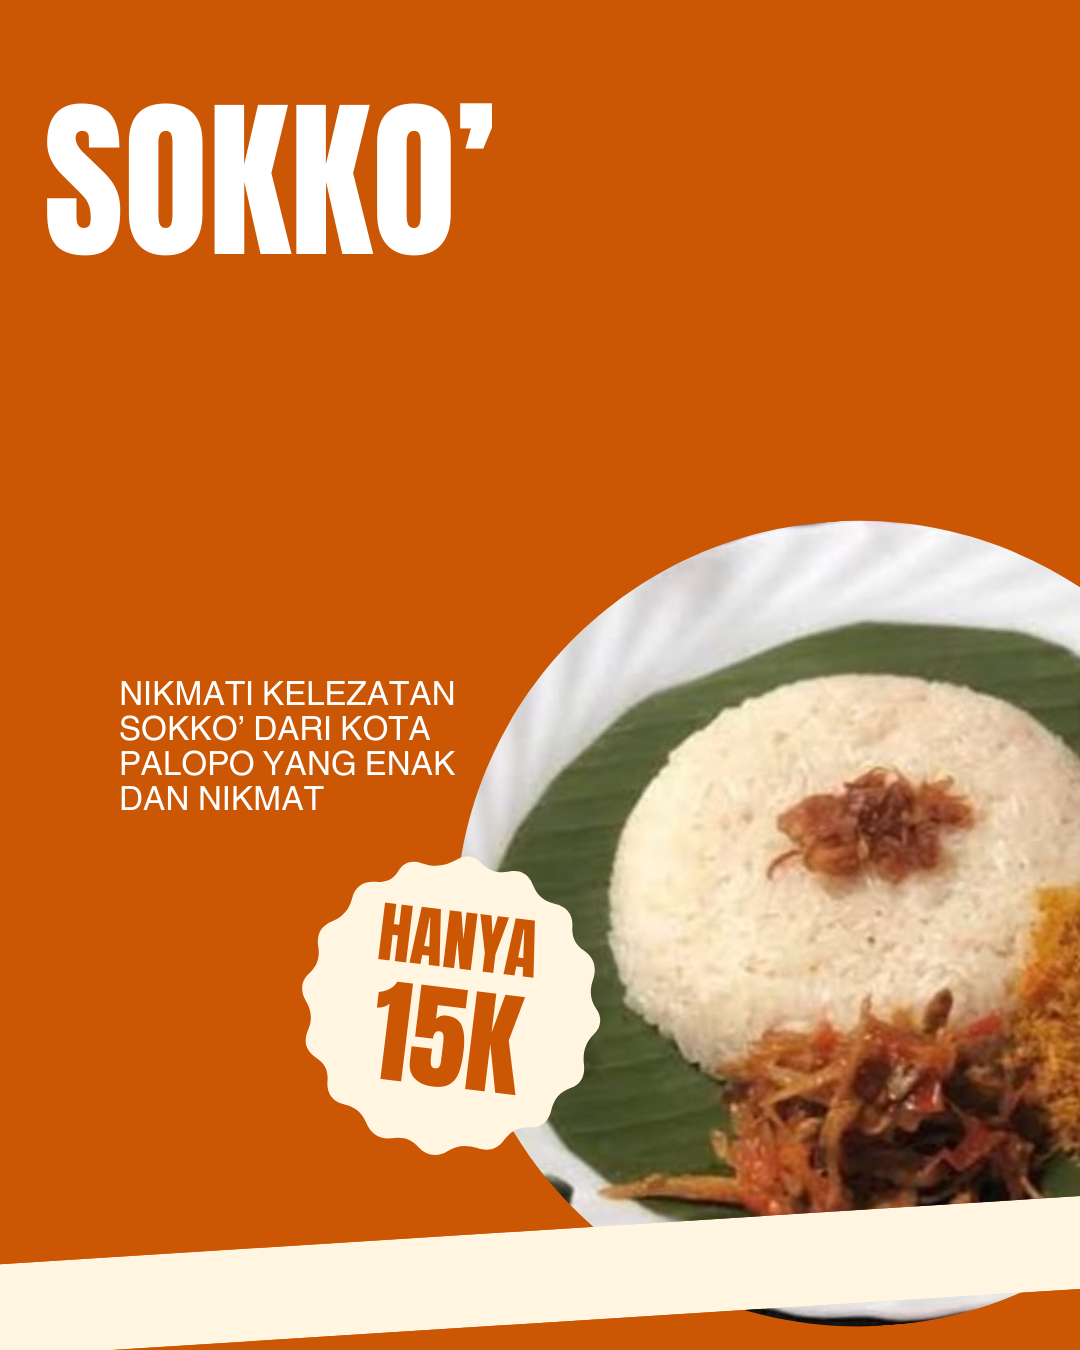 SOKKO’
NIKMATI KELEZATAN
SOKKO’ DARI KOTA
PALOPO YANG ENAK
DAN NIKMAT
HANYA
15K